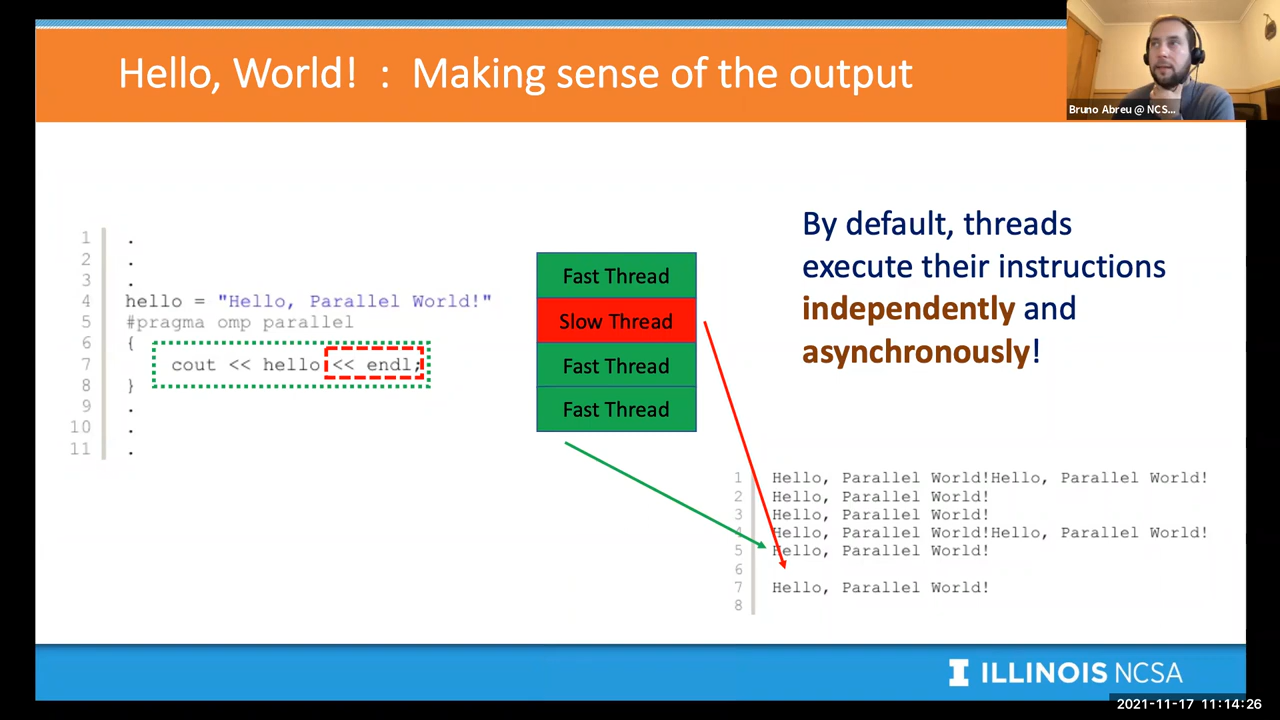 Hello, World! : Making sense of the output
Bruno Abreu @ NCS...
1 .
2 .
3 .
4 hello = "Hello, Parallel World!"
5 #pragma omp parallel
6 {
7 cout << hello << endl;
8 }
9 .
10 .
11 .
Fast Thread
Slow Thread
Fast Thread
Fast Thread
By default, threads
execute their instructions
independently and
asynchronously!
1 Hello, Parallel World!Hello, Parallel World!
2 Hello, Parallel World!
3 Hello, Parallel World!
4 Hello, Parallel World!Hello, Parallel World!
5 Hello, Parallel World!
6
7 Hello, Parallel World!
8
I ILLINOIS NCSA
2021-11-17 11:14:26